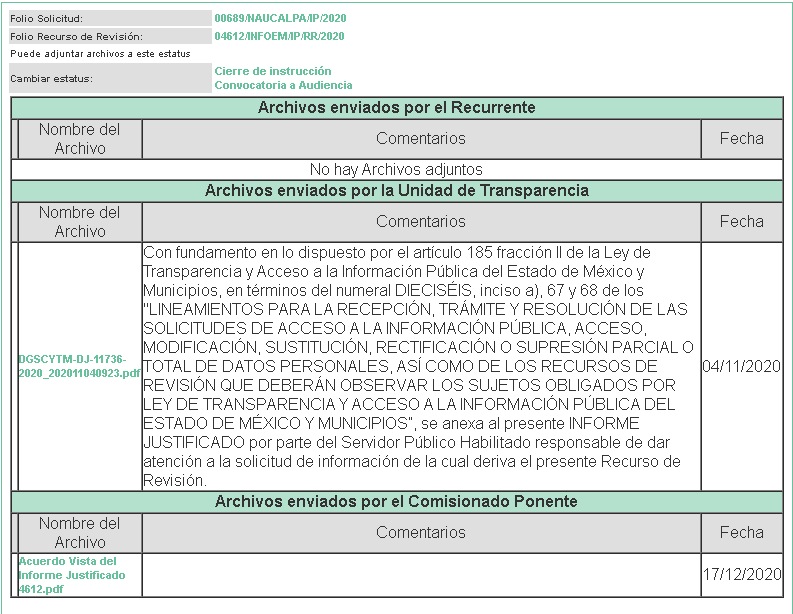 Folio Solicitud: 00689/NAUCALPA/IP/2020
Folio Recurso de Revisión: 04612/INFOEM/IP/RR/2020
Puede adjuntar archivos a este estatus
Cambiar estatus: Cierre de instrucción
Convocatoria a Audiencia
Archivos enviados por el Recurrente
Nombre del
Archivo
Comentarios
Fecha
No hay Archivos adjuntos
Archivos enviados por la Unidad de Transparencia
Nombre del
Archivo
Comentarios
Fecha
DGSCYTM-DJ-11736-
2020_202011040923.pdf
Con fundamento en lo dispuesto por el artículo 185 fracción II de la Ley de
Transparencia y Acceso a la Información Pública del Estado de México y
Municipios, en términos del numeral DIECISÉIS, inciso a), 67 y 68 de los
"LINEAMIENTOS PARA LA RECEPCIÓN, TRÁMITE Y RESOLUCIÓN DE LAS
SOLICITUDES DE ACCESO A LA INFORMACIÓN PÚBLICA, ACCESO,
MODIFICACIÓN, SUSTITUCIÓN, RECTIFICACIÓN O SUPRESIÓN PARCIAL O
TOTAL DE DATOS PERSONALES, ASÍ COMO DE LOS RECURSOS DE
REVISIÓN QUE DEBERÁN OBSERVAR LOS SUJETOS OBLIGADOS POR
LEY DE TRANSPARENCIA Y ACCESO A LA INFORMACIÓN PÚBLICA DEL
ESTADO DE MÉXICO Y MUNICIPIOS", se anexa al presente INFORME
JUSTIFICADO por parte del Servidor Público Habilitado responsable de dar
atención a la solicitud de información de la cual deriva el presente Recurso de
Revisión.
04/11/2020
Archivos enviados por el Comisionado Ponente
Nombre del
Archivo
Comentarios
Fecha
Acuerdo Vista del
Informe Justificado
4612.pdf
17/12/2020